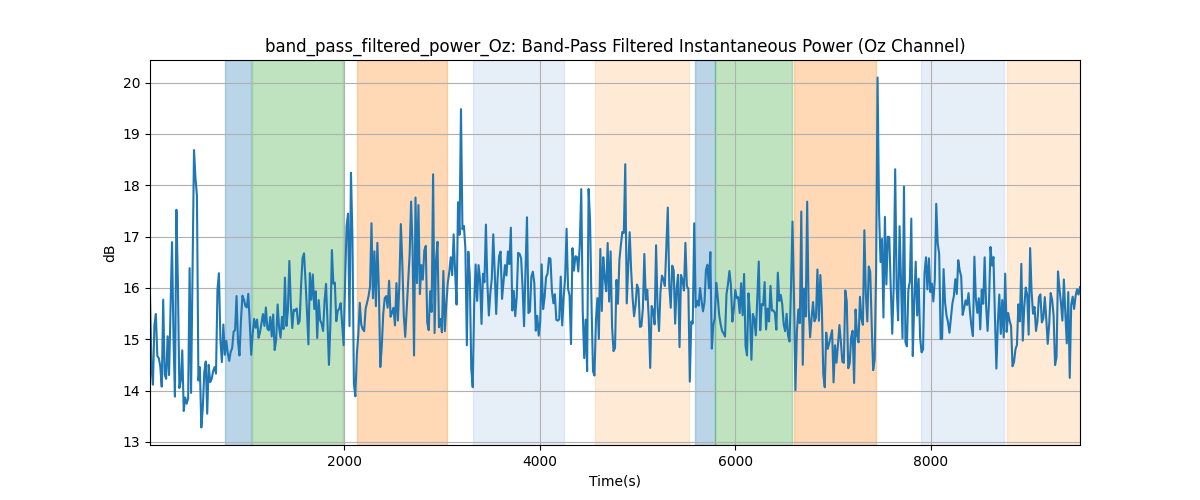 band_pass_filtered_power_Oz: Band-Pass Filtered Instantaneous Power (Oz Channel)
20
19
18
17
16
15
14
13
dB
2000 4000 6000 8000
Time(s)